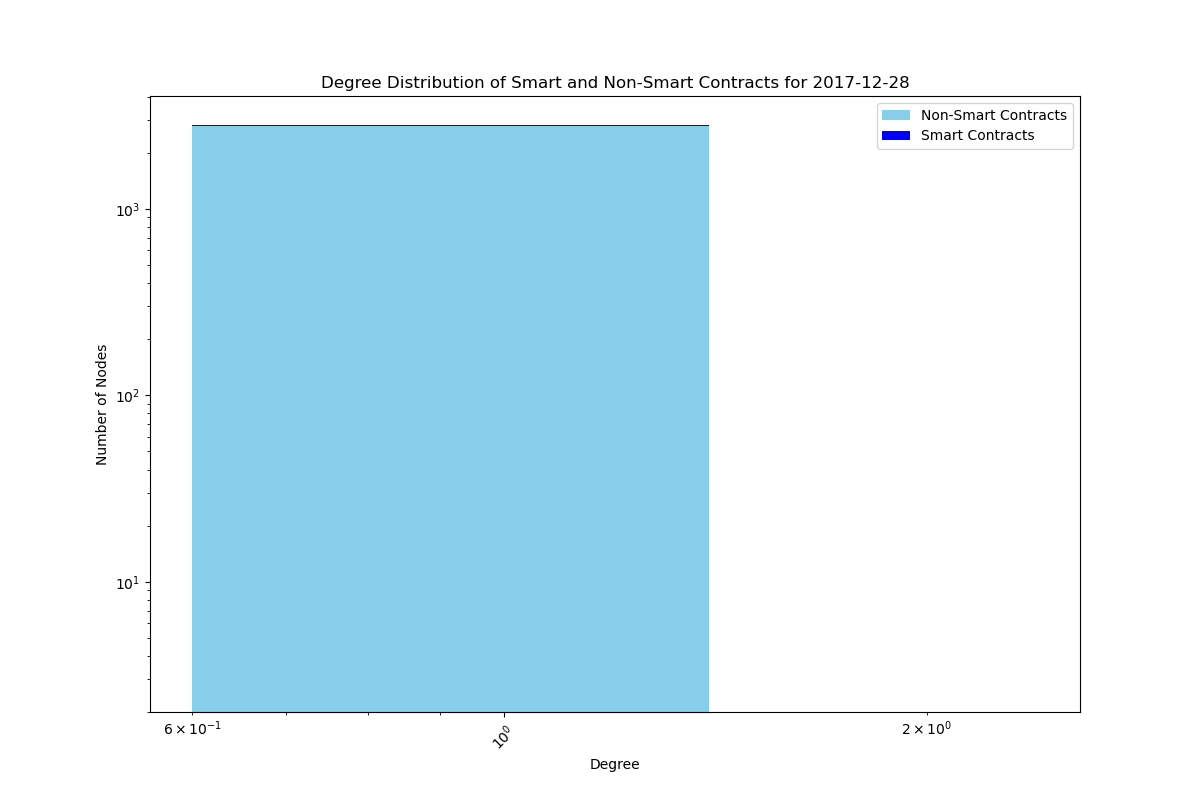 Degree Distribution of Smart and Non-Smart Contracts for 2017-12-28
Non-Smart Contracts
Smart Contracts
10³
10²
10¹
Number of Nodes
6 × 10⁻¹
10⁰
2 × 10⁰
Degree